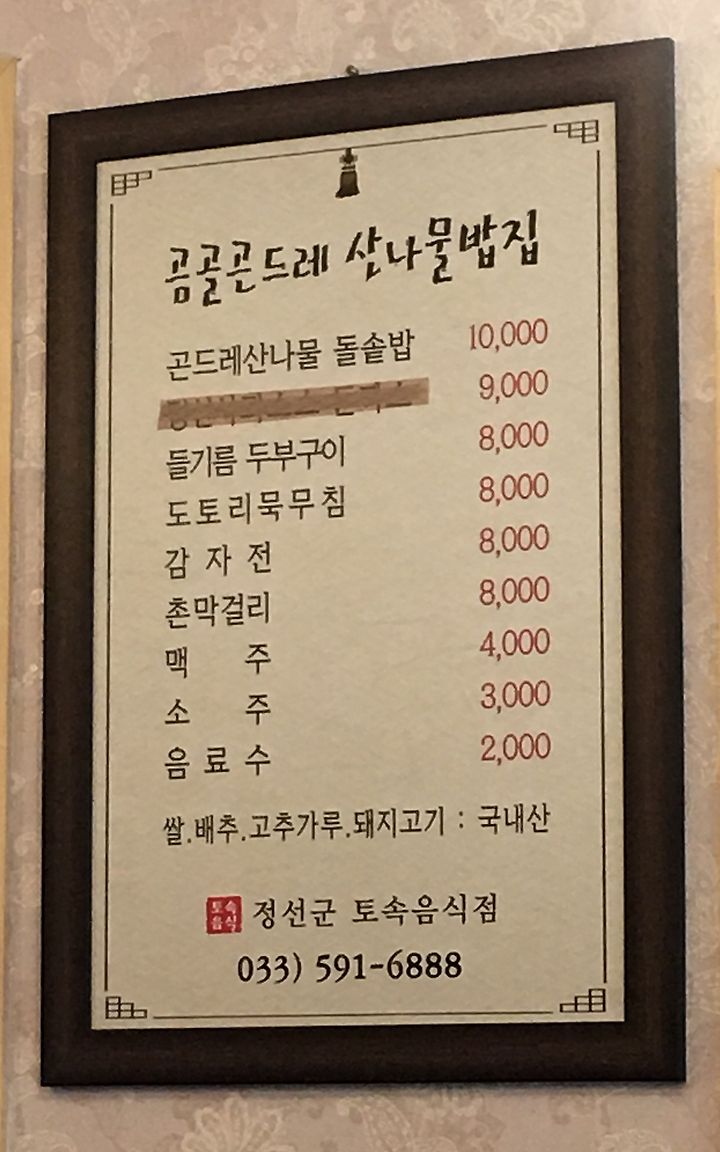 곰골곤드레 산나물밥집
곤드레산나물 돌솥밥 10,000
9,000
들기름 두부구이 8,000
도토리묵무침 8,000
감 자 전 8,000
촌막걸리 8,000
맥 주 4,000
소 주 3,000
음 료 수 2,000
쌀.배추.고추가루.돼지고기 : 국내산
토속음식 정선군 토속음식점
033) 591-6888